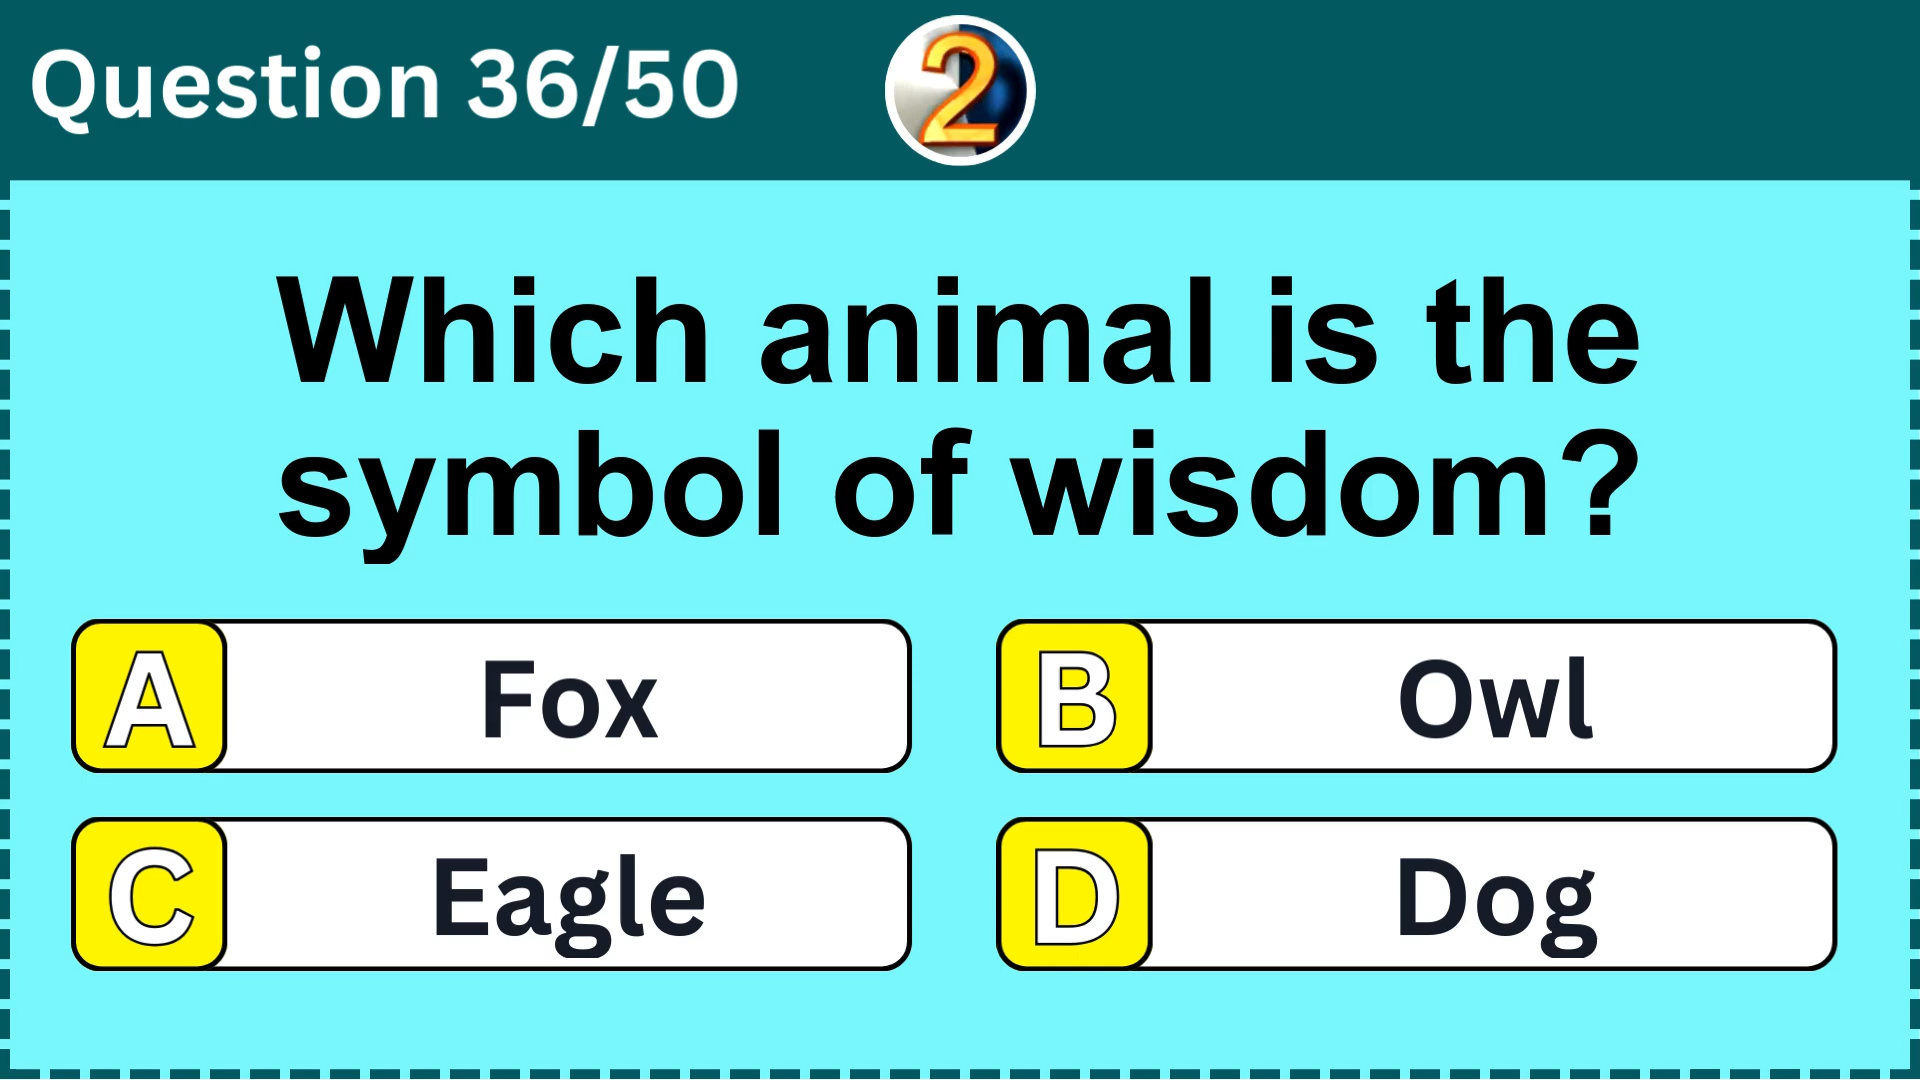 Question 36/50
2
Which animal is the
symbol of wisdom?
A Fox
B Owl
C Eagle
D Dog